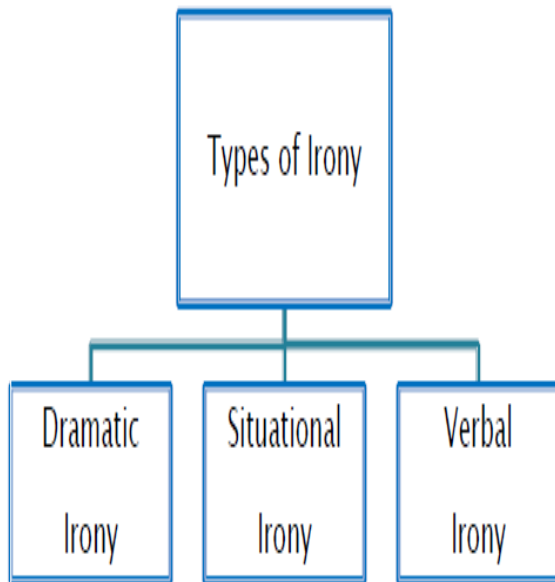 Types of Irony
Dramatic
Irony
Situational
Irony
Verbal
Irony